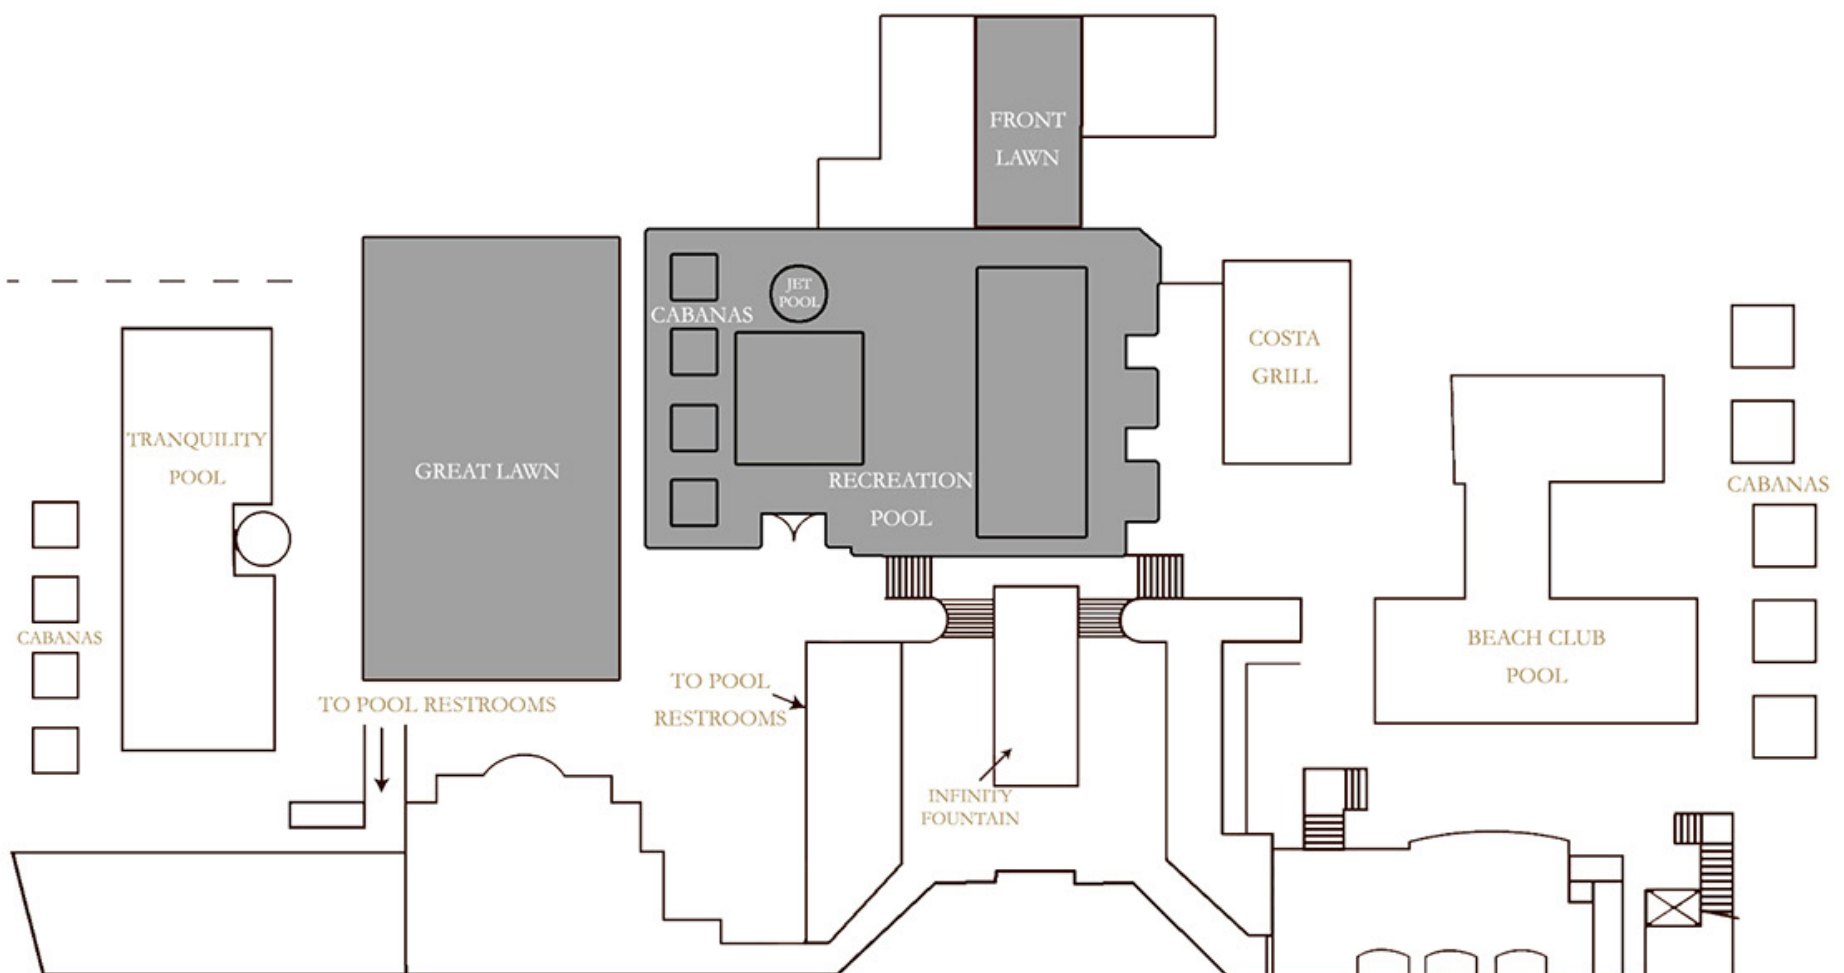 FRONT
LAWN
JET
POOL
CABANAS
COSTA
GRILL
TRANQUILITY
POOL
GREAT LAWN
RECREATION
POOL
CABANAS
CABANAS
BEACH CLUB
POOL
TO POOL RESTROOMS
TO POOL
RESTROOMS
INFINITY
FOUNTAIN